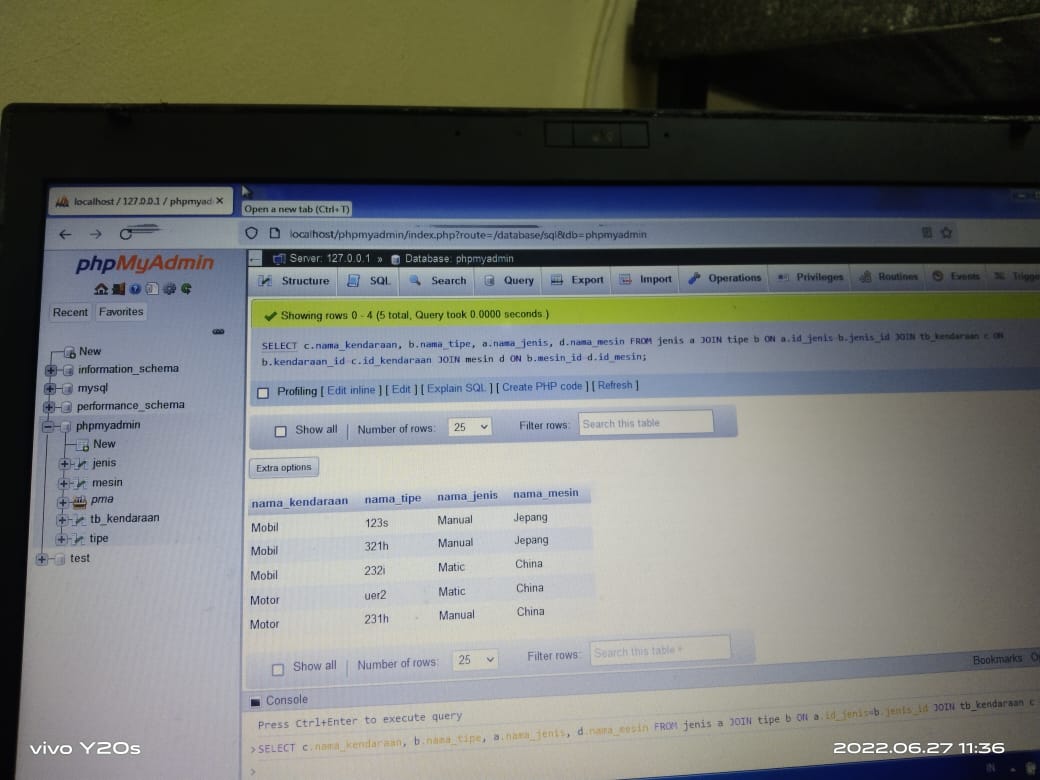 localhost / 127.0.0.1 / phpmyad
Open a new tab (Ctrl+T)
localhost/phpmyadmin/index.php?route=/database/sql&db=phpmyadmin
phpMyAdmin
Recent Favorites
New
information_schema
mysql
performance_schema
phpmyadmin
New
jenis
mesin
pma
tb_kendaraan
tipe
test
Server: 127.0.0.1 » Database: phpmyadmin
Structure SQL Search Query Export Import Operations Privileges Routines Events Trigge
Showing rows 0 - 4 (5 total, Query took 0.0000 seconds.)
SELECT c.nama_kendaraan, b.nama_tipe, a.nama_jenis, d.nama_mesin FROM jenis a JOIN tipe b ON a.id_jenis=b.jenis_id JOIN tb_kendaraan c ON
b.kendaraan_id=c.id_kendaraan JOIN mesin d ON b.mesin_id=d.id_mesin;
Profiling [ Edit inline ] [ Edit ] [ Explain SQL ] [ Create PHP code ] [ Refresh ]
Show all | Number of rows: 25 Filter rows: Search this table
Extra options
nama_kendaraan nama_tipe nama_jenis nama_mesin
Mobil 123s Manual Jepang
Mobil 321h Manual Jepang
Mobil 232i Matic China
Motor uer2 Matic China
Motor 231h Manual China
Show all | Number of rows: 25 Filter rows: Search this table
Bookmarks
Console
Press Ctrl+Enter to execute query
>SELECT c.nama_kendaraan, b.nama_tipe, a.nama_jenis, d.nama_mesin FROM jenis a JOIN tipe b ON a.id_jenis=b.jenis_id JOIN tb_kendaraan c
>
IN
vivo Y20s
2022.06.27 11:36